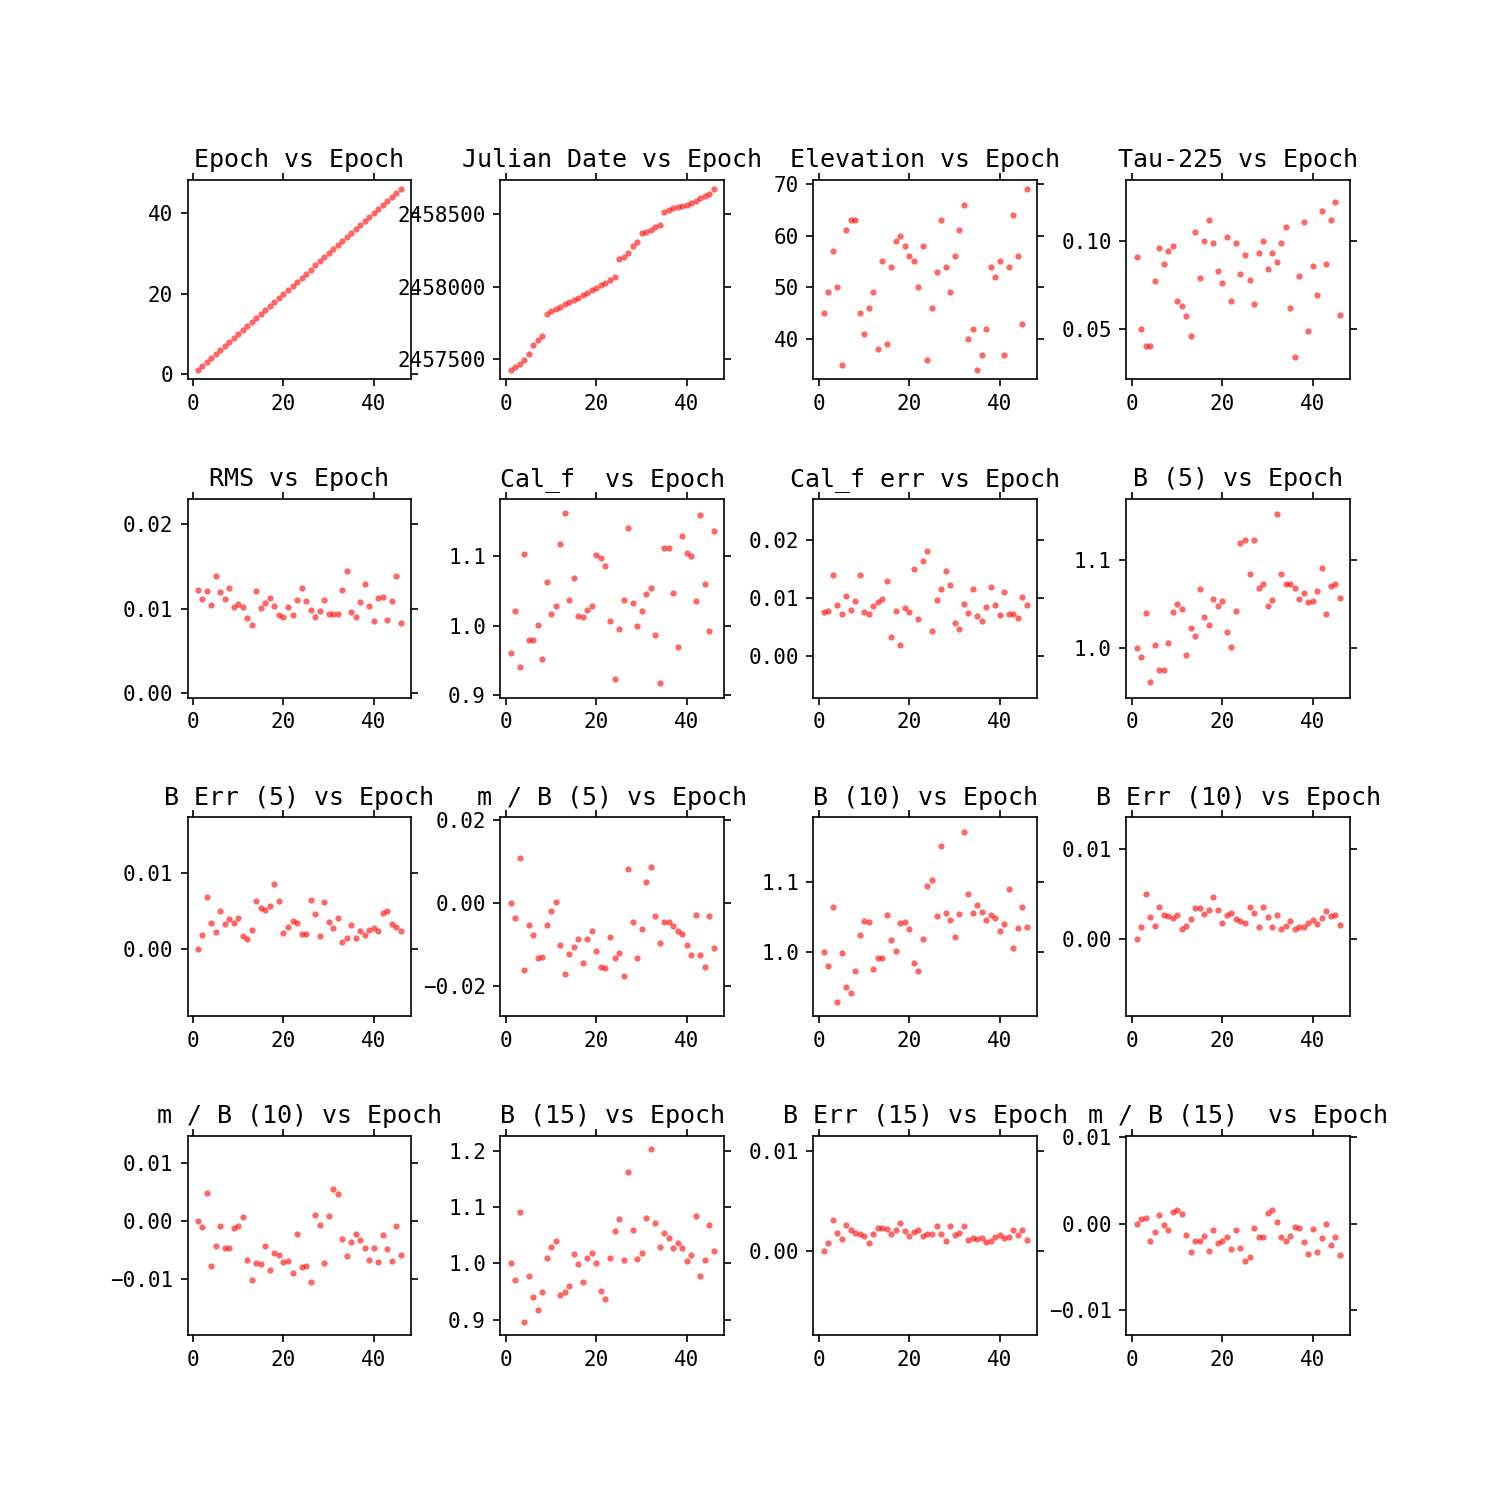 Epoch vs Epoch
Julian Date vs Epoch
Elevation vs Epoch
Tau-225 vs Epoch
40
20
0
0 20 40
2458500
2458000
2457500
0 20 40
70
60
50
40
0 20 40
0.10
0.05
0 20 40
RMS vs Epoch
Cal_f  vs Epoch
Cal_f err vs Epoch
B (5) vs Epoch
0.02
0.01
0.00
0 20 40
1.1
1.0
0.9
0 20 40
0.02
0.01
0.00
0 20 40
1.1
1.0
0 20 40
B Err (5) vs Epoch
m / B (5) vs Epoch
B (10) vs Epoch
B Err (10) vs Epoch
0.01
0.00
0 20 40
0.02
0.00
−0.02
0 20 40
1.1
1.0
0 20 40
0.01
0.00
0 20 40
m / B (10) vs Epoch
B (15) vs Epoch
B Err (15) vs Epoch
m / B (15)  vs Epoch
0.01
0.00
−0.01
0 20 40
1.2
1.1
1.0
0.9
0 20 40
0.01
0.00
0 20 40
0.01
0.00
−0.01
0 20 40